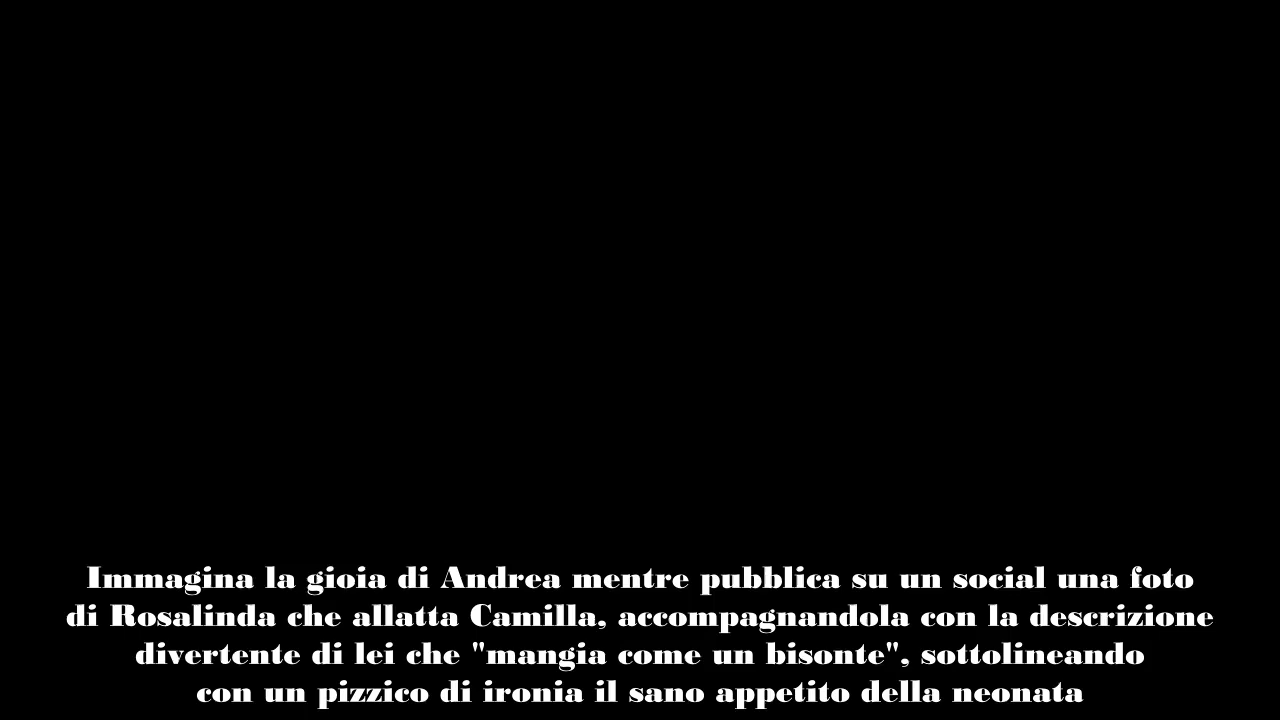 Immagina la gioia di Andrea mentre pubblica su un social una foto
di Rosalinda che allatta Camilla, accompagnandola con la descrizione
divertente di lei che "mangia come un bisonte", sottolineando
con un pizzico di ironia il sano appetito della neonata